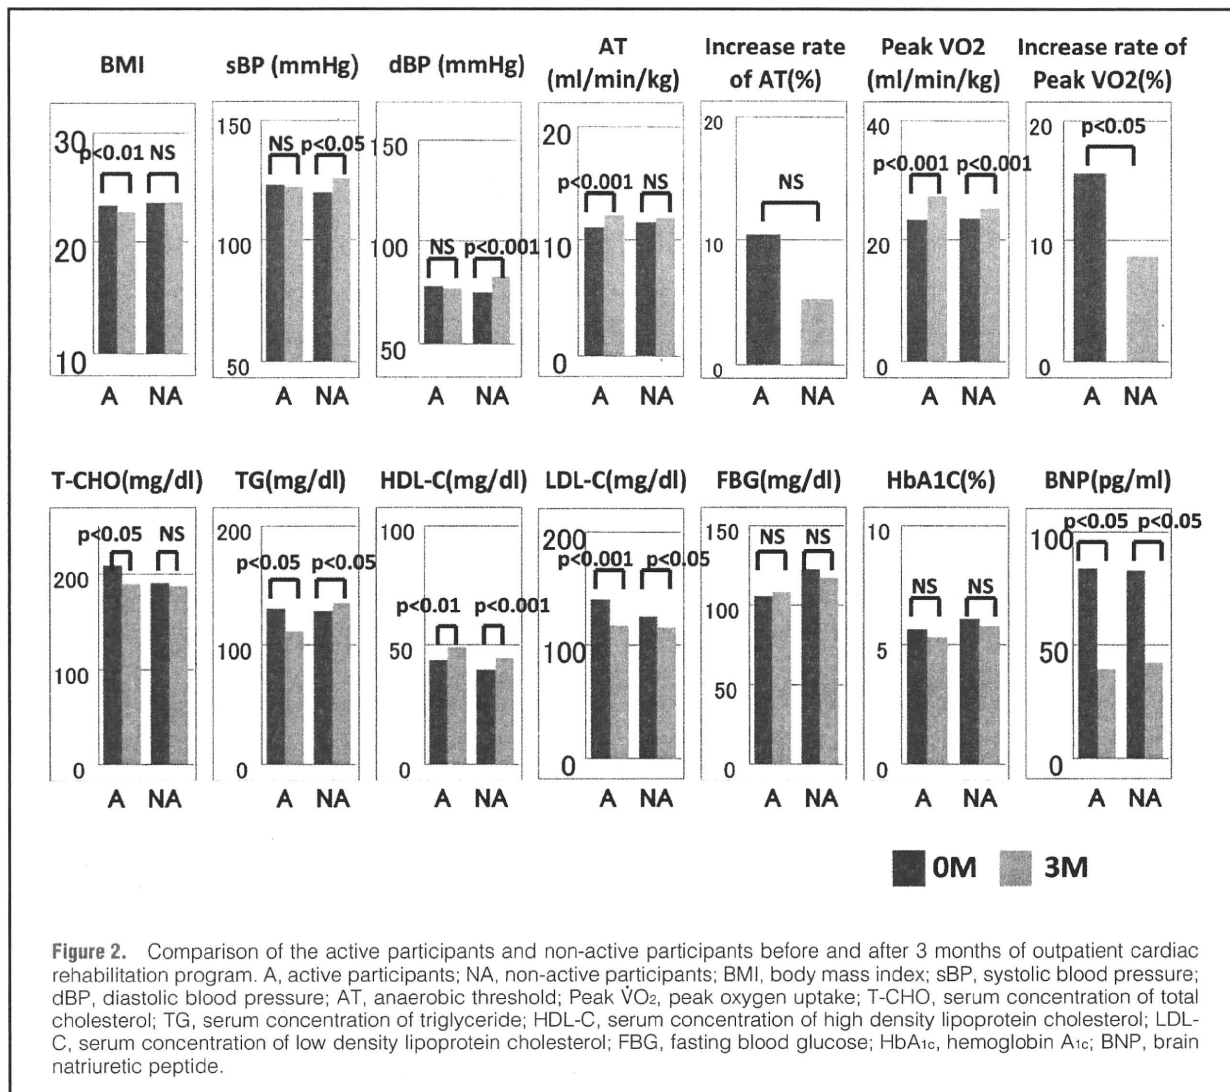 BMI
sBP (mmHg)
dBP (mmHg)
AT
(ml/min/kg)
Increase rate
of AT(%)
Peak VO2
(ml/min/kg)
Increase rate of
Peak VO2(%)
30
20
10
p<0.01 NS
A NA
150
100
50
NS p<0.05
A NA
150
100
50
NS p<0.001
A NA
20
10
0
p<0.001 NS
A NA
20
10
0
NS
A NA
40
20
0
p<0.001 p<0.001
A NA
20
10
0
p<0.05
A NA
T-CHO(mg/dl)
TG(mg/dl)
HDL-C(mg/dl)
LDL-C(mg/dl)
FBG(mg/dl)
HbA1C(%)
BNP(pg/ml)
p<0.05 NS
200
100
0
A NA
200
100
0
p<0.05 p<0.05
A NA
100
50
0
p<0.01 p<0.001
A NA
200
100
0
p<0.001 p<0.05
A NA
150
100
50
0
NS NS
A NA
10
5
0
NS NS
A NA
p<0.05 p<0.05
100
50
0
A NA
0M 3M
Figure 2. Comparison of the active participants and non-active participants before and after 3 months of outpatient cardiac
rehabilitation program. A, active participants; NA, non-active participants; BMI, body mass index; sBP, systolic blood pressure;
dBP, diastolic blood pressure; AT, anaerobic threshold; Peak V̇O₂, peak oxygen uptake; T-CHO, serum concentration of total
cholesterol; TG, serum concentration of triglyceride; HDL-C, serum concentration of high density lipoprotein cholesterol; LDL-
C, serum concentration of low density lipoprotein cholesterol; FBG, fasting blood glucose; HbA₁c, hemoglobin A₁c; BNP, brain
natriuretic peptide.